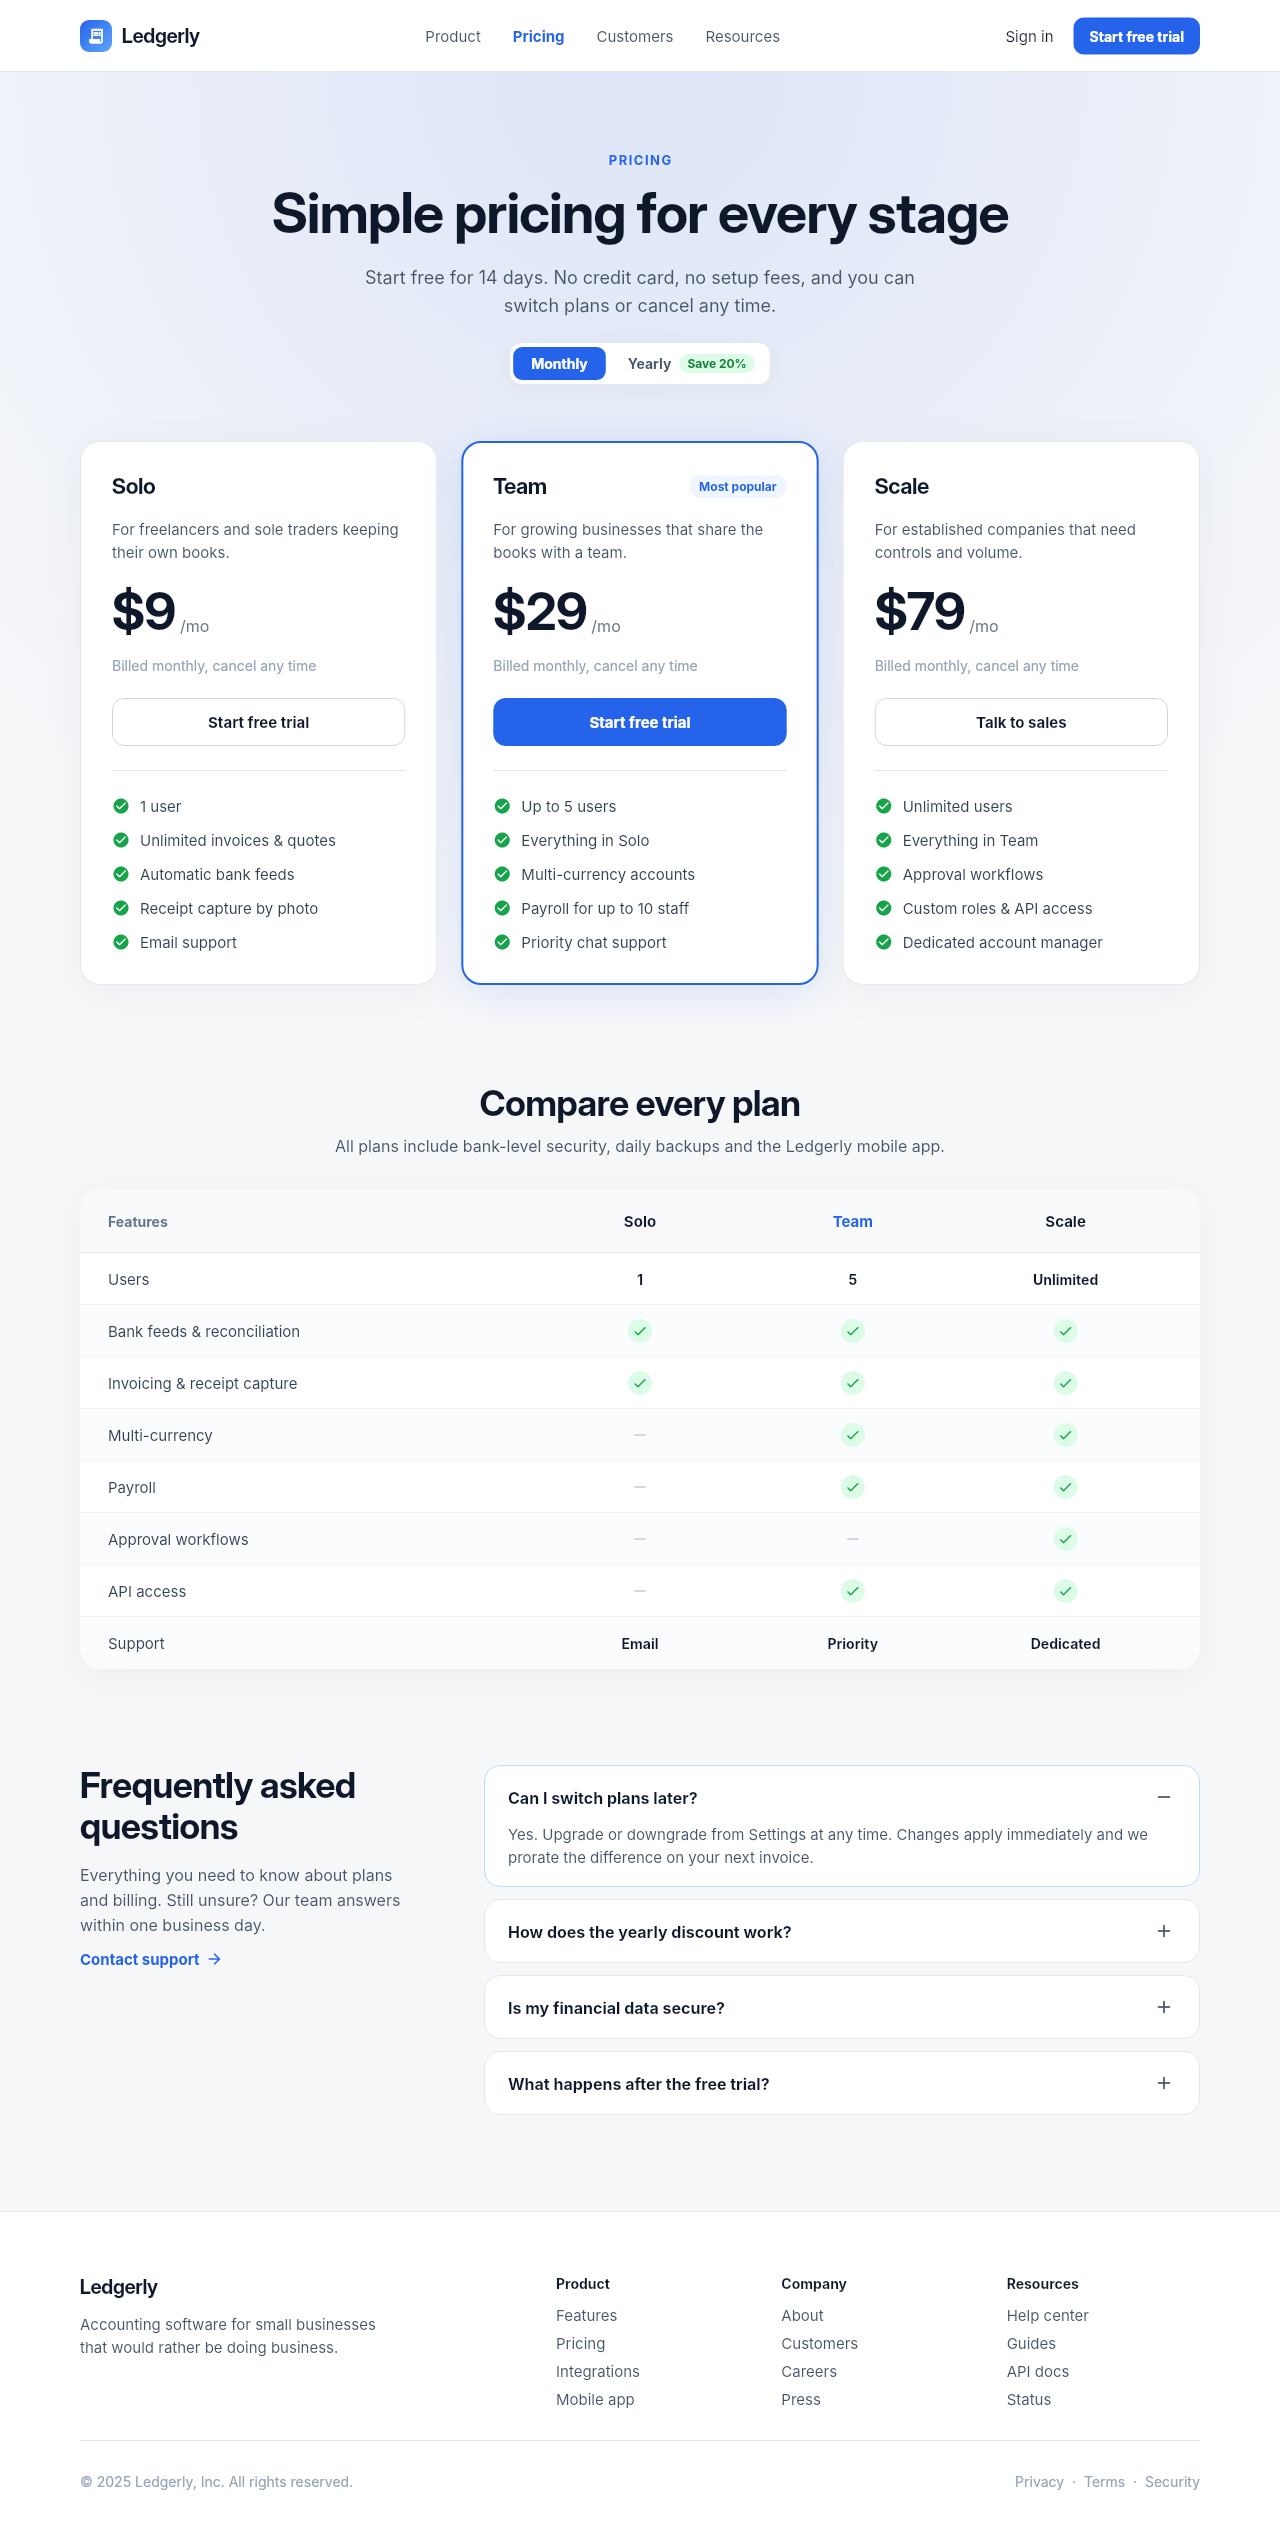 Ledgerly
Product
Pricing
Customers
Resources
Sign in
Start free trial
PRICING
Simple pricing for every stage
Start free for 14 days. No credit card, no setup fees, and you can
switch plans or cancel any time.
Monthly
Yearly
Save 20%
Solo
For freelancers and sole traders keeping
their own books.
$9 /mo
Billed monthly, cancel any time
Start free trial
1 user
Unlimited invoices & quotes
Automatic bank feeds
Receipt capture by photo
Email support
Team
Most popular
For growing businesses that share the
books with a team.
$29 /mo
Billed monthly, cancel any time
Start free trial
Up to 5 users
Everything in Solo
Multi-currency accounts
Payroll for up to 10 staff
Priority chat support
Scale
For established companies that need
controls and volume.
$79 /mo
Billed monthly, cancel any time
Talk to sales
Unlimited users
Everything in Team
Approval workflows
Custom roles & API access
Dedicated account manager
Compare every plan
All plans include bank-level security, daily backups and the Ledgerly mobile app.
Features Solo Team Scale
Users 1 5 Unlimited
Bank feeds & reconciliation
Invoicing & receipt capture
Multi-currency — 
Payroll — 
Approval workflows — —
API access — 
Support Email Priority Dedicated
Frequently asked
questions
Everything you need to know about plans
and billing. Still unsure? Our team answers
within one business day.
Contact support →
Can I switch plans later?
Yes. Upgrade or downgrade from Settings at any time. Changes apply immediately and we
prorate the difference on your next invoice.
How does the yearly discount work?
Is my financial data secure?
What happens after the free trial?
Ledgerly
Accounting software for small businesses
that would rather be doing business.
Product
Features
Pricing
Integrations
Mobile app
Company
About
Customers
Careers
Press
Resources
Help center
Guides
API docs
Status
© 2025 Ledgerly, Inc. All rights reserved.
Privacy · Terms · Security